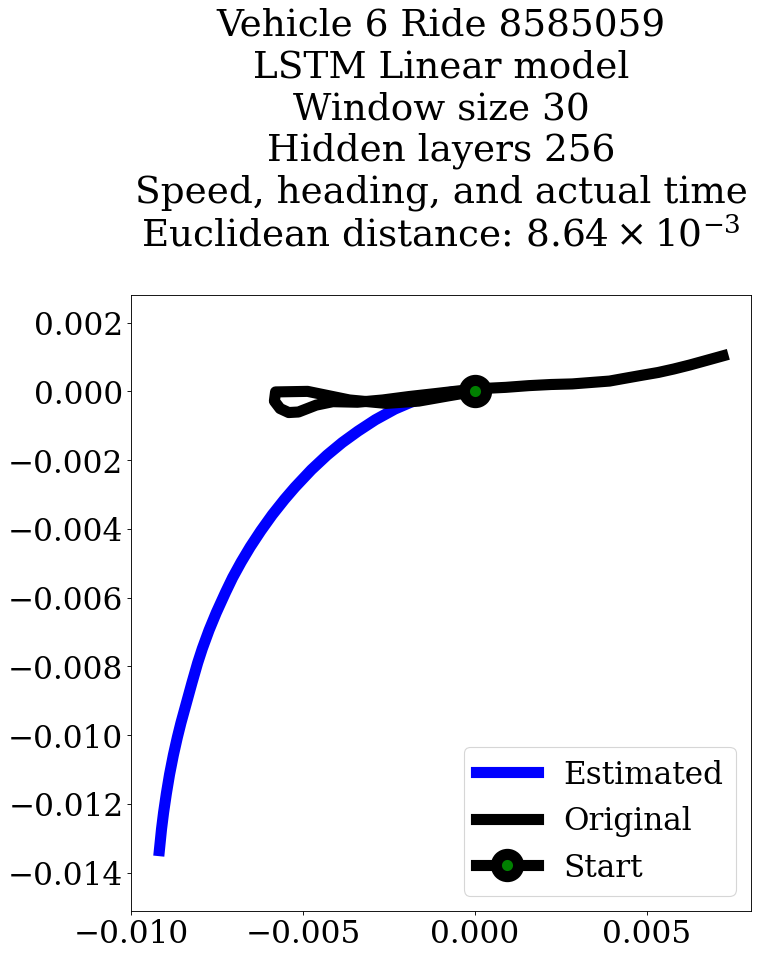 Vehicle 6 Ride 8585059
LSTM Linear model
Window size 30
Hidden layers 256
Speed, heading, and actual time
Euclidean distance: 8.64 × 10⁻³
0.002
0.000
−0.002
−0.004
−0.006
−0.008
−0.010
−0.012
−0.014
Estimated
Original
Start
−0.010 −0.005 0.000 0.005